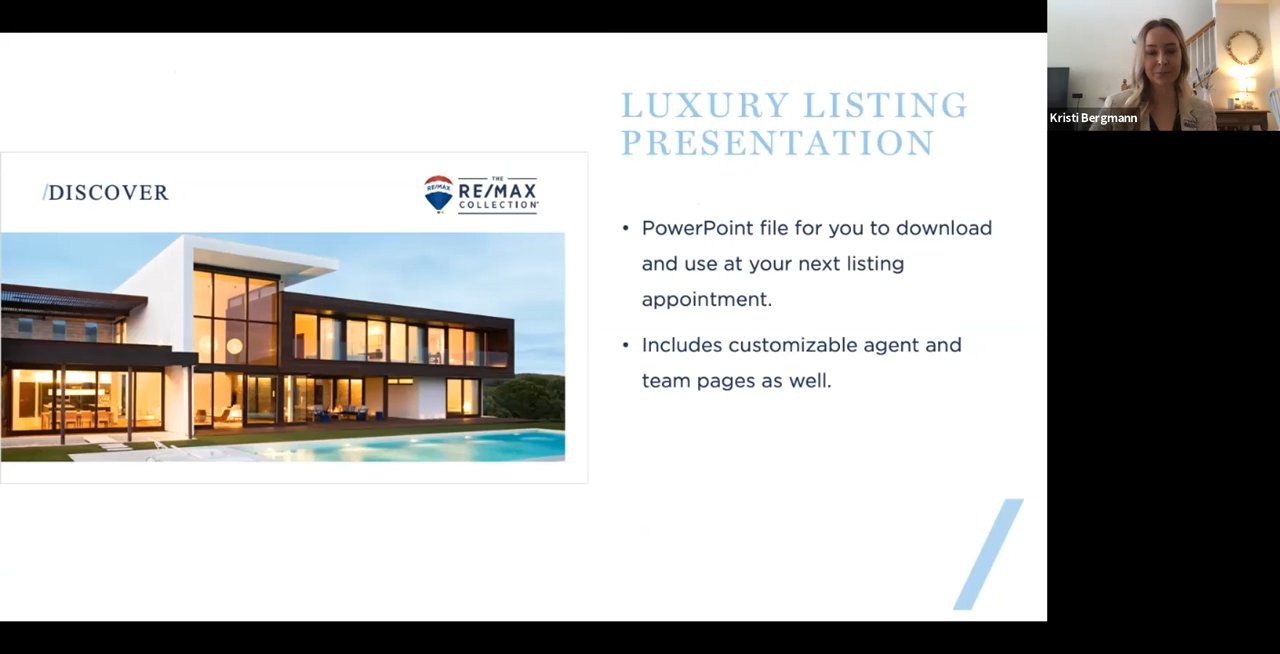 LUXURY LISTING
PRESENTATION
/DISCOVER
THE
RE/MAX
RE/MAX
COLLECTION
• PowerPoint file for you to download
and use at your next listing
appointment.
• Includes customizable agent and
team pages as well.
Kristi Bergmann